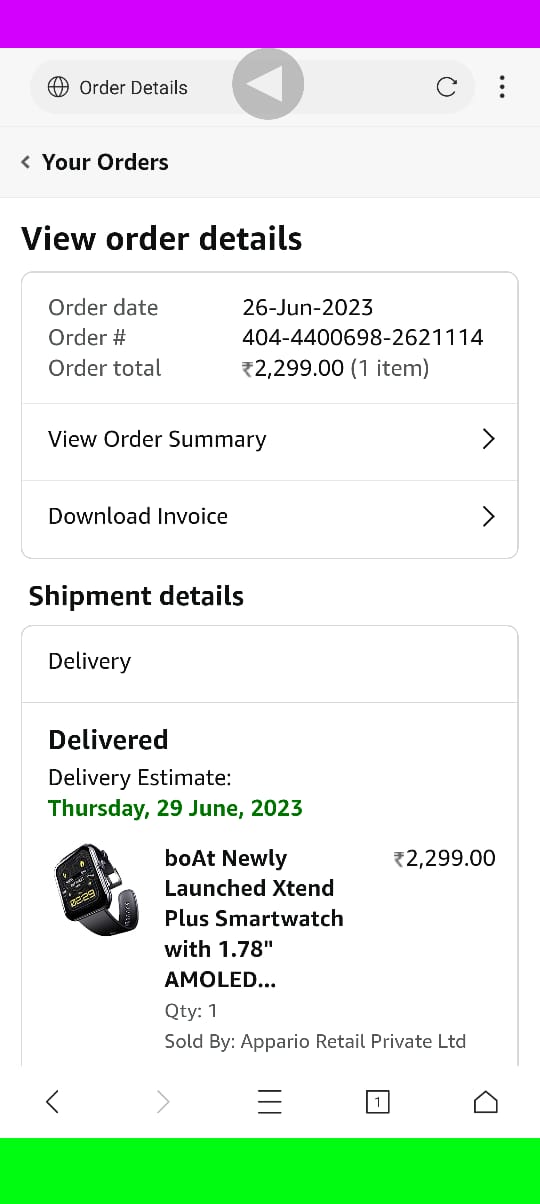 Order Details
Your Orders
View order details
Order date 26-Jun-2023
Order # 404-4400698-2621114
Order total ₹2,299.00 (1 item)
View Order Summary
Download Invoice
Shipment details
Delivery
Delivered
Delivery Estimate:
Thursday, 29 June, 2023
boAt Newly ₹2,299.00
Launched Xtend
Plus Smartwatch
with 1.78"
AMOLED...
Qty: 1
Sold By: Appario Retail Private Ltd
1